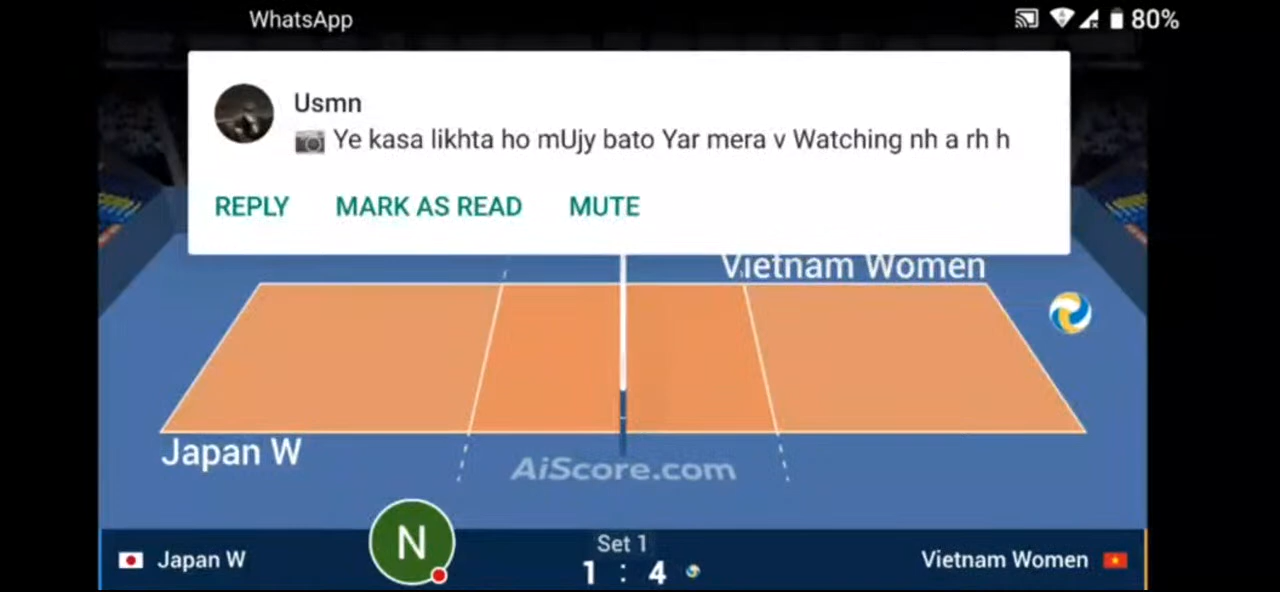 WhatsApp
80%
Usmn
Ye kasa likhta ho mUjy bato Yar mera v Watching nh a rh h
REPLY MARK AS READ MUTE
Vietnam Women
Japan W
AiScore.com
N
Set 1
Japan W 1 : 4 Vietnam Women